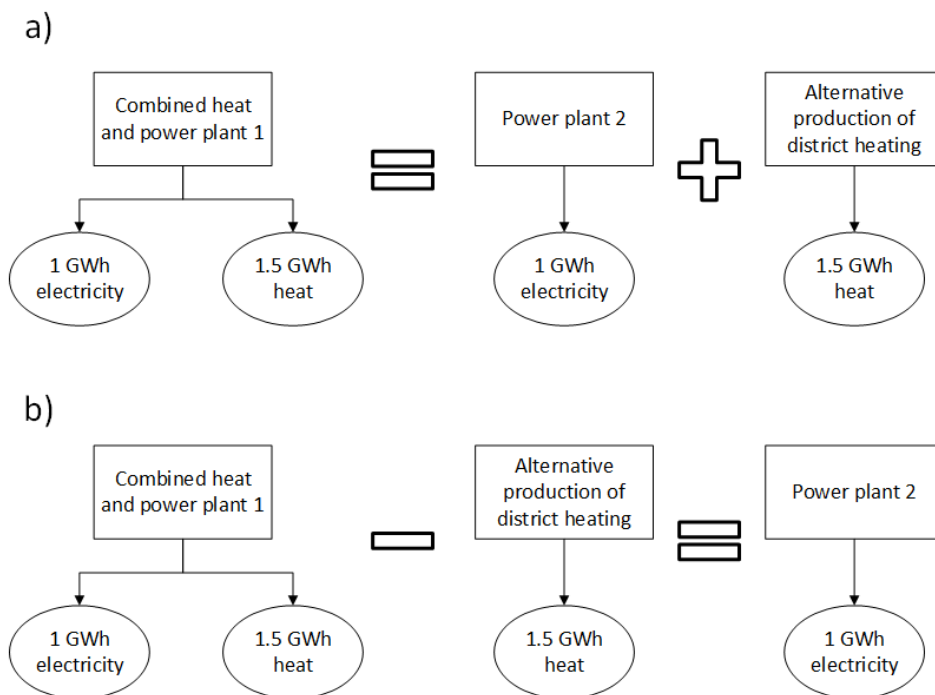 a)
Combined heat
and power plant 1
Power plant 2
Alternative
production of
district heating
1 GWh
electricity
1.5 GWh
heat
1 GWh
electricity
1.5 GWh
heat
b)
Combined heat
and power plant 1
Alternative
production of
district heating
Power plant 2
1 GWh
electricity
1.5 GWh
heat
1.5 GWh
heat
1 GWh
electricity